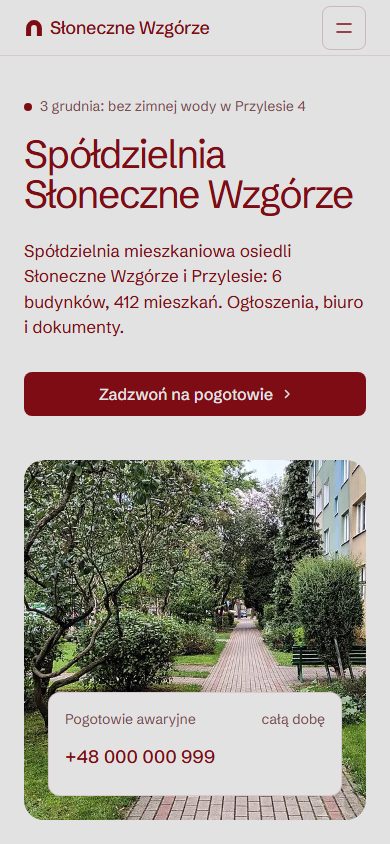 Słoneczne Wzgórze
3 grudnia: bez zimnej wody w Przylesie 4
Spółdzielnia
Słoneczne Wzgórze
Spółdzielnia mieszkaniowa osiedli
Słoneczne Wzgórze i Przylesie: 6
budynków, 412 mieszkań. Ogłoszenia, biuro
i dokumenty.
Zadzwoń na pogotowie
Pogotowie awaryjne całą dobę
+48 000 000 999